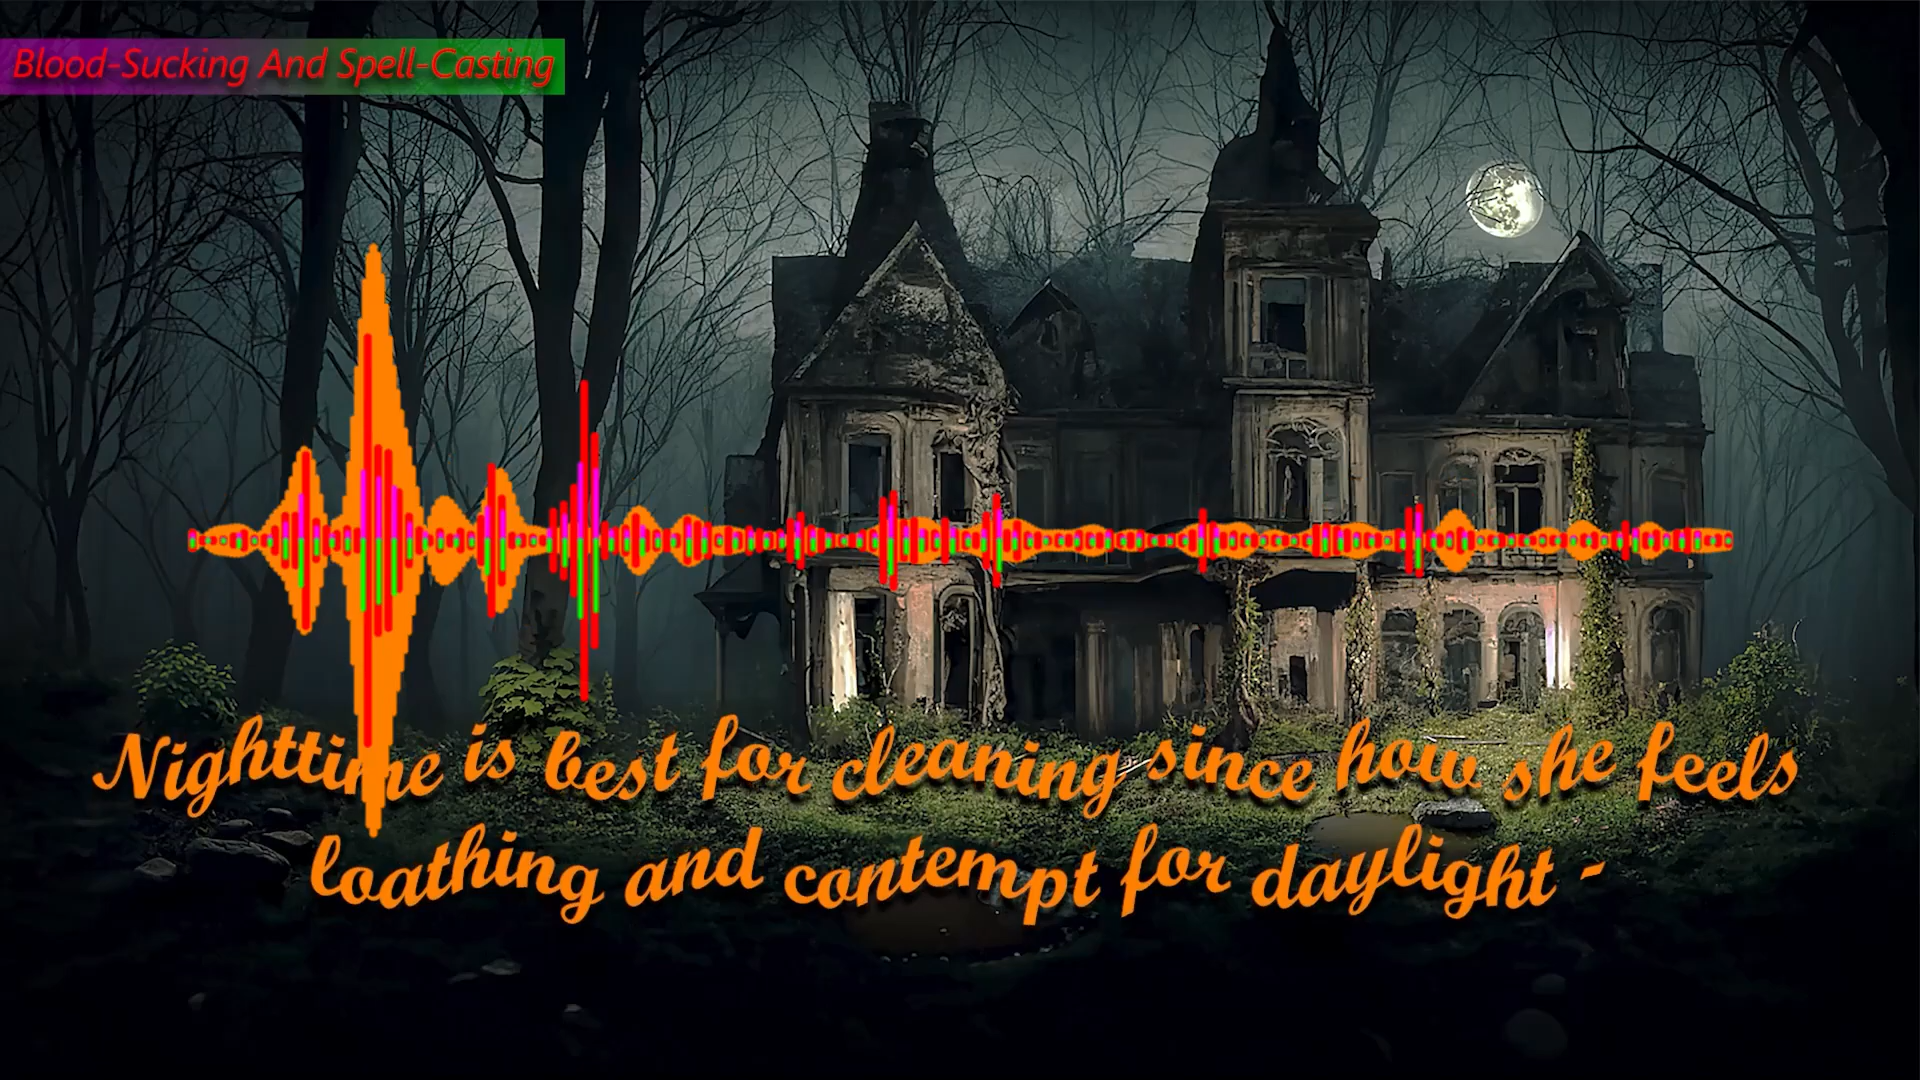 Blood-Sucking And Spell-Casting
Nighttime is best for cleaning since how she feels
loathing and contempt for daylight -